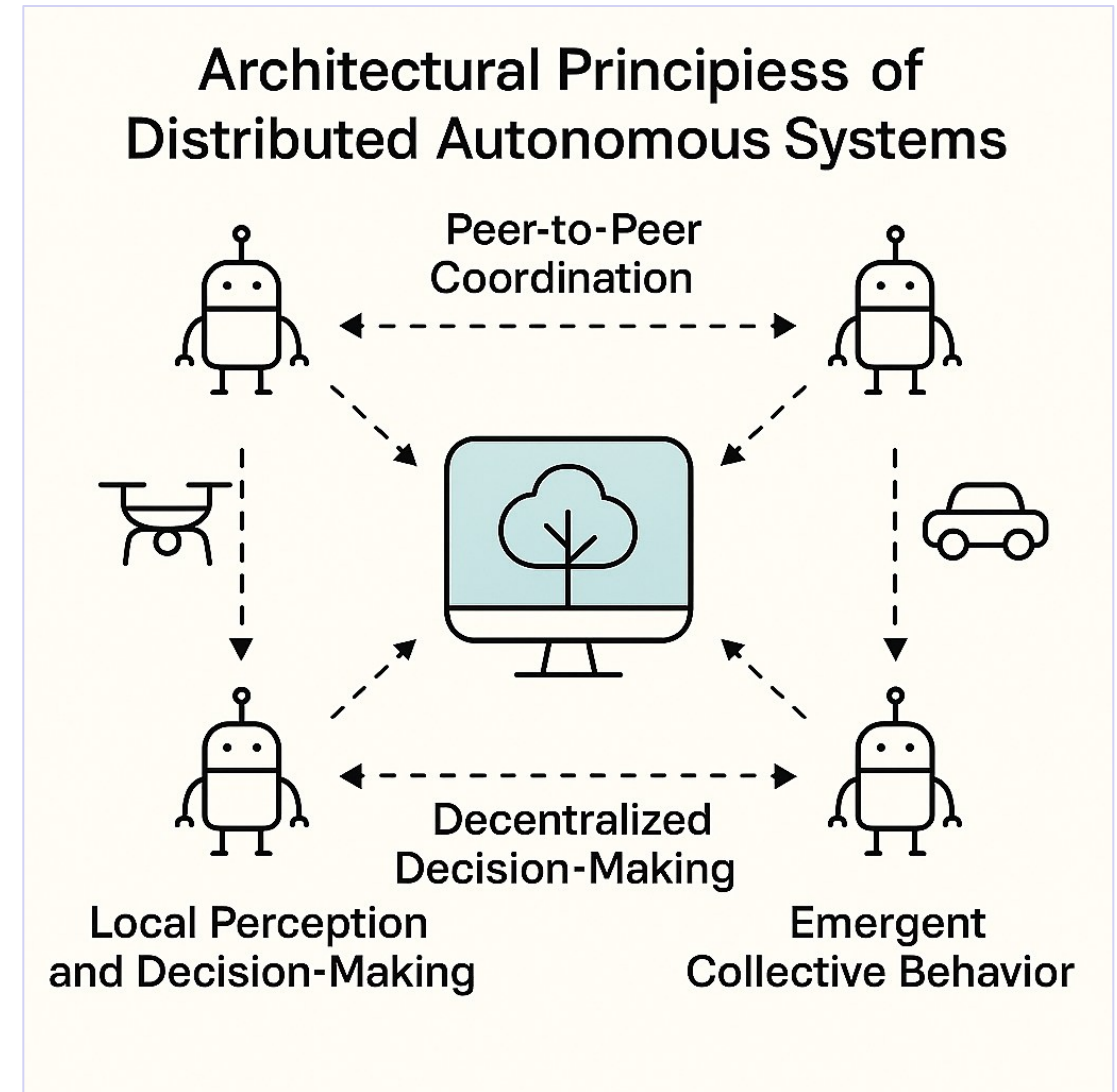 Architectural Principiess of
Distributed Autonomous Systems
Peer-to-Peer
Coordination
Decentralized
Decision-Making
Local Perception
and Decision-Making
Emergent
Collective Behavior